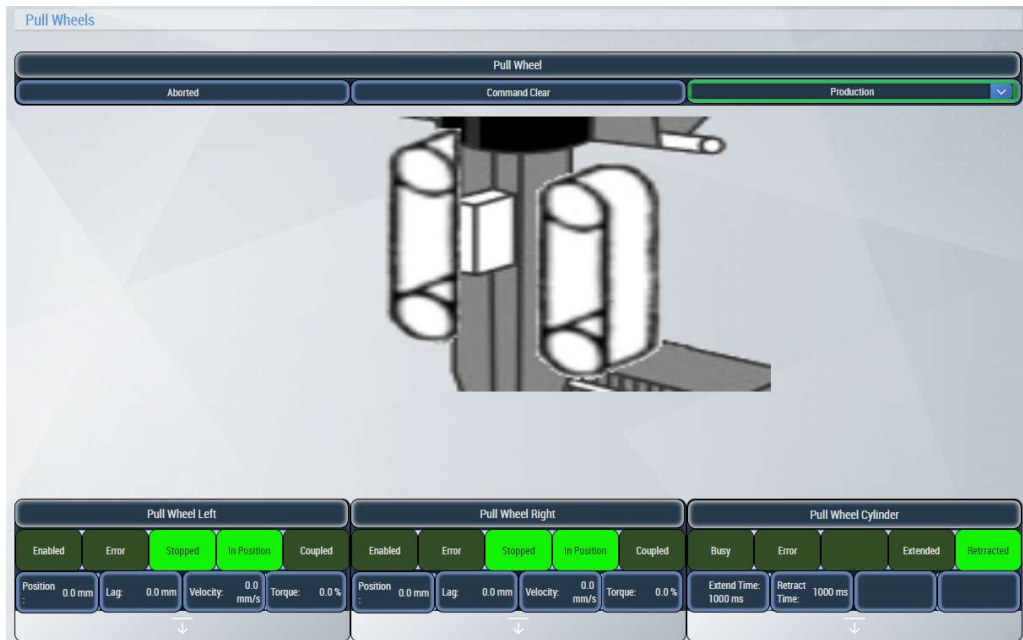 Pull Wheels
Pull Wheel
Aborted Command Clear Production
Pull Wheel Left Pull Wheel Right Pull Wheel Cylinder
Enabled Error Stopped In Position Coupled Enabled Error Stopped In Position Coupled Busy Error Extended Retrracted
Position : 0.0 mm Lag: 0.0 mm Velocity: 0.0 mm/s Torque: 0.0 % Position : 0.0 mm Lag: 0.0 mm Velocity: 0.0 mm/s Torque: 0.0 % Extend Time: 1000 ms Retract Time: 1000 ms